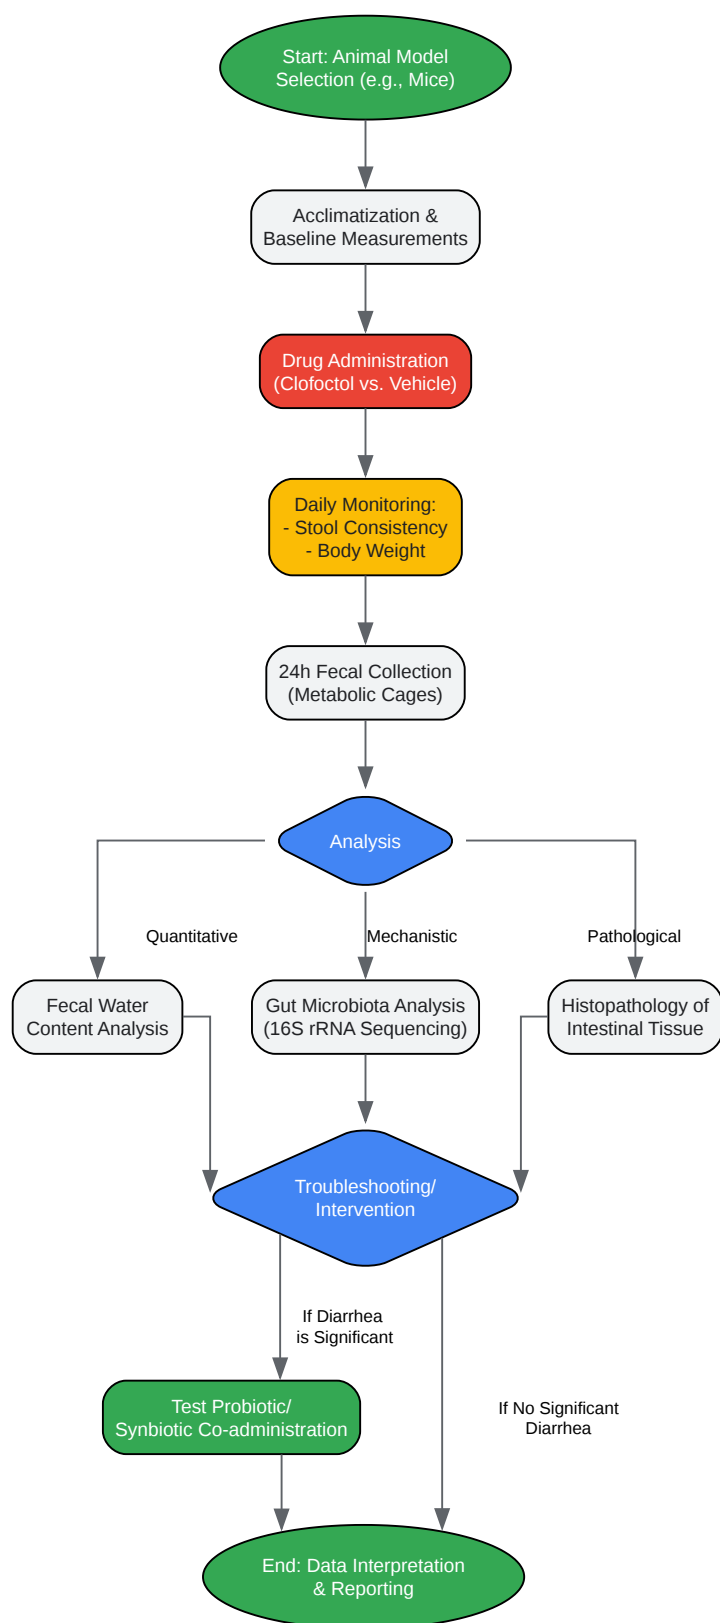 Start: Animal Model
Selection (e.g., Mice)
Acclimatization &
Baseline Measurements
Drug Administration
(Clofoctol vs. Vehicle)
Daily Monitoring:
- Stool Consistency
- Body Weight
24h Fecal Collection
(Metabolic Cages)
Analysis
Quantitative
Mechanistic
Pathological
Fecal Water
Content Analysis
Gut Microbiota Analysis
(16S rRNA Sequencing)
Histopathology of
Intestinal Tissue
Troubleshooting/
Intervention
If Diarrhea
is Significant
Test Probiotic/
Synbiotic Co-administration
If No Significant
Diarrhea
End: Data Interpretation
& Reporting